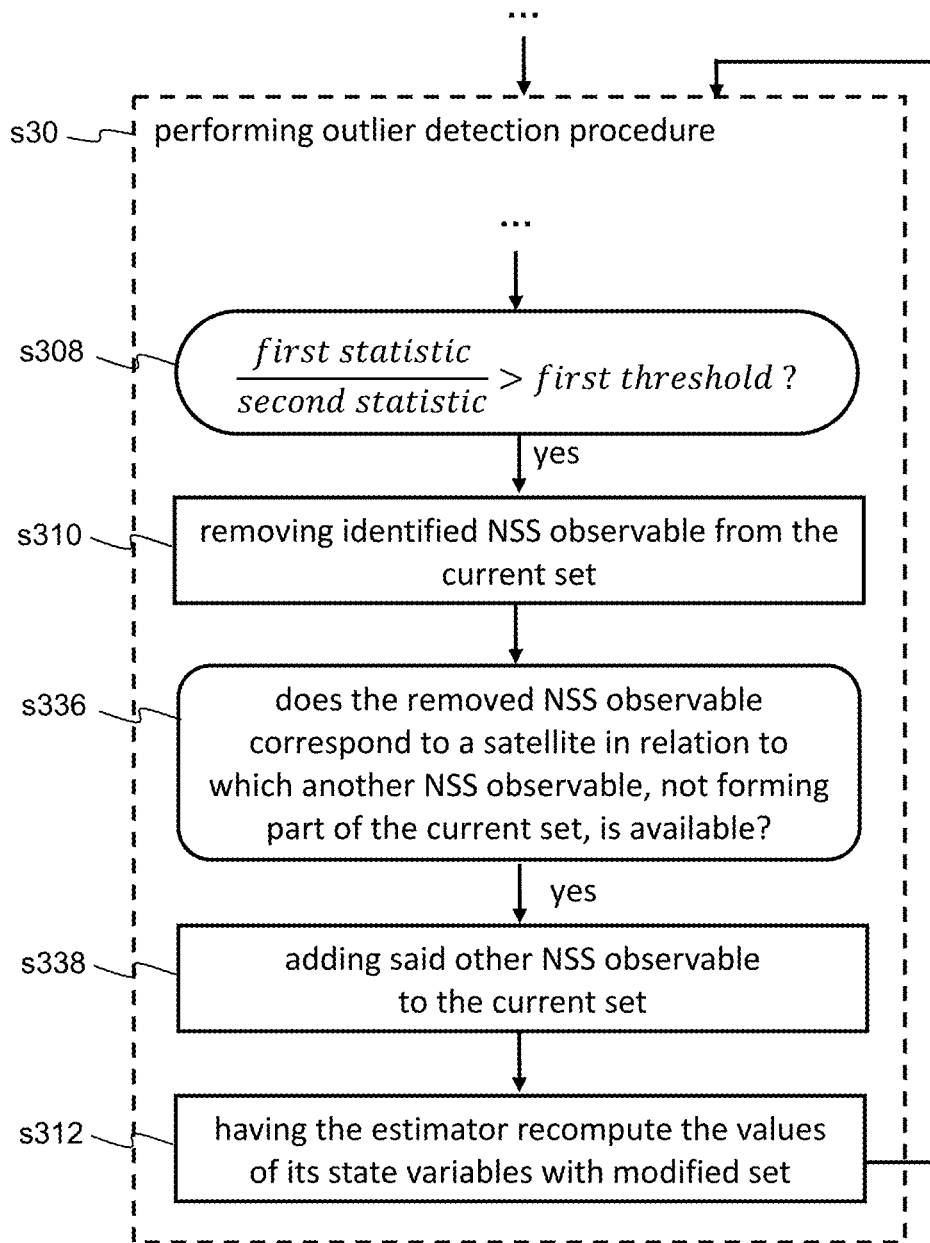 ...
s30
performing outlier detection procedure
...
s308
first statistic
second statistic
> first threshold ?
yes
s310
removing identified NSS observable from the
current set
s336
does the removed NSS observable
correspond to a satellite in relation to
which another NSS observable, not forming
part of the current set, is available?
yes
s338
adding said other NSS observable
to the current set
s312
having the estimator recompute the values
of its state variables with modified set